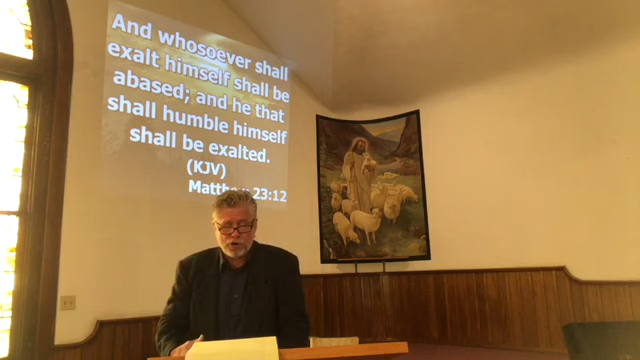 And whosoever shall
exalt himself shall be
abased; and he that
shall humble himself
shall be exalted.
(KJV)
Matthew 23:12